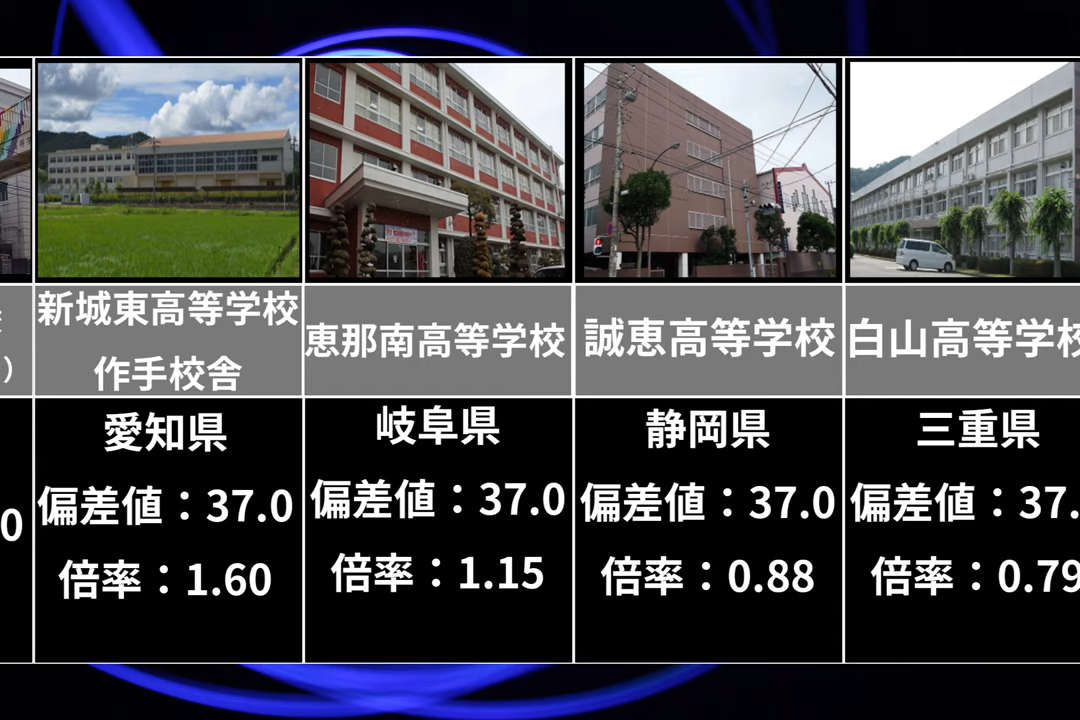 新城東高等学校
作手校舎
愛知県
偏差値：37.0
倍率：1.60
恵那南高等学校
岐阜県
偏差値：37.0
倍率：1.15
誠恵高等学校
静岡県
偏差値：37.0
倍率：0.88
白山高等学校
三重県
偏差値：37.
倍率：0.79
）
0